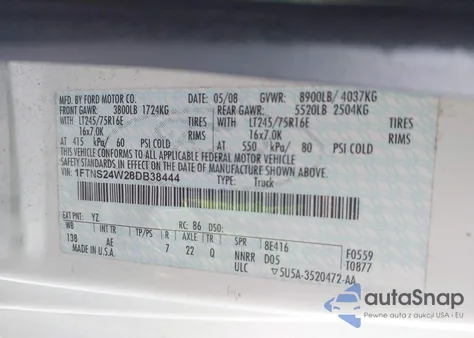 MFD. BY FORD MOTOR CO. 05/08 GVWR: 8900LB/ 4037KG
FRONT GAWR: 3800LB 1724KG REAR GAWR: 5520LB 2504KG
WITH LT245/75R16E TIRES WITH LT245/75R16E TIRES
16x7.0K RIMS 16x7.0K RIMS
AT 415 kPa/ 60 PSI COLD AT 550 kPa/ 80 PSI COLD
THIS VEHICLE CONFORMS TO ALL APPLICABLE FEDERAL MOTOR VEHICLE
SAFETY STANDARDS IN EFFECT ON THE DATE OF MANUFACTURE SHOWN ABOVE.
VIN: 1FTNS24W28DB38444
TYPE: Truck
EXT PNT: YZ RC: 86 DSO:
WB INT TR TP/PS R AXLE TR SPR 8E416 F0559
138 AE 7 22 Q NNRR D05 T0877
MADE IN U.S.A. ULC 5U5A-3520472-AA
autoSnap
Pewne auta z USA i EU